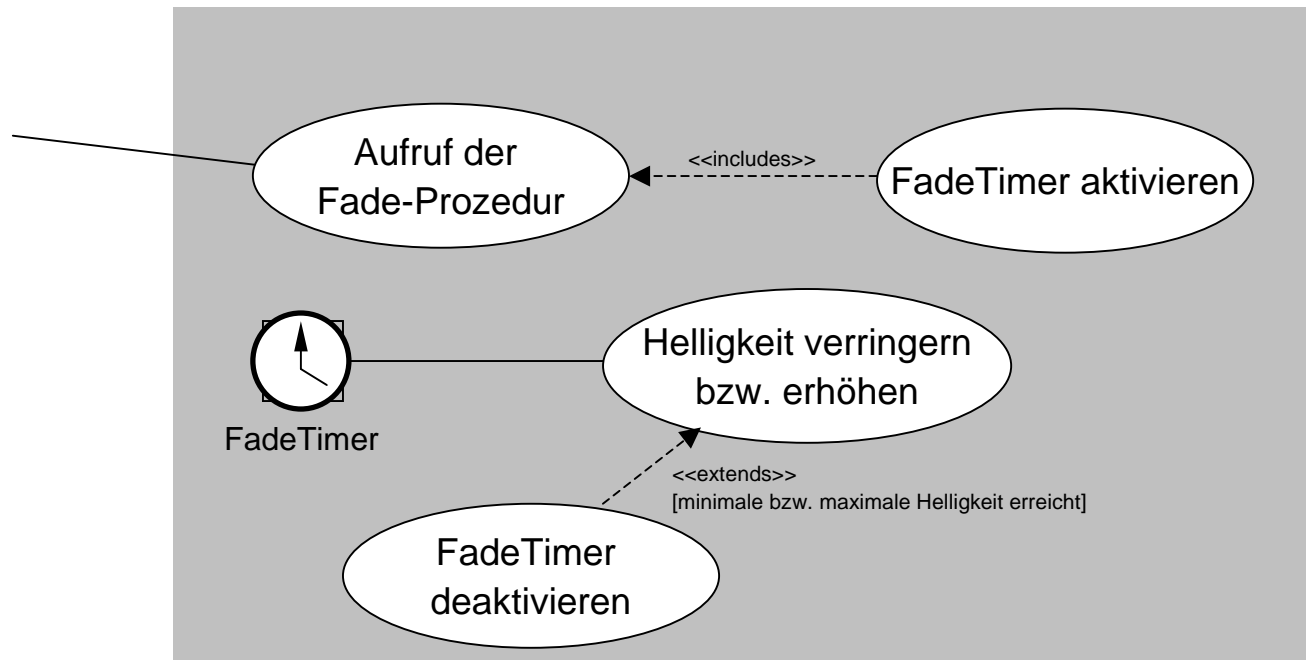 Aufruf der
Fade-Prozedur
<<includes>>
FadeTimer aktivieren
Helligkeit verringern
bzw. erhöhen
FadeTimer
<<extends>>
[minimale bzw. maximale Helligkeit erreicht]
FadeTimer
deaktivieren